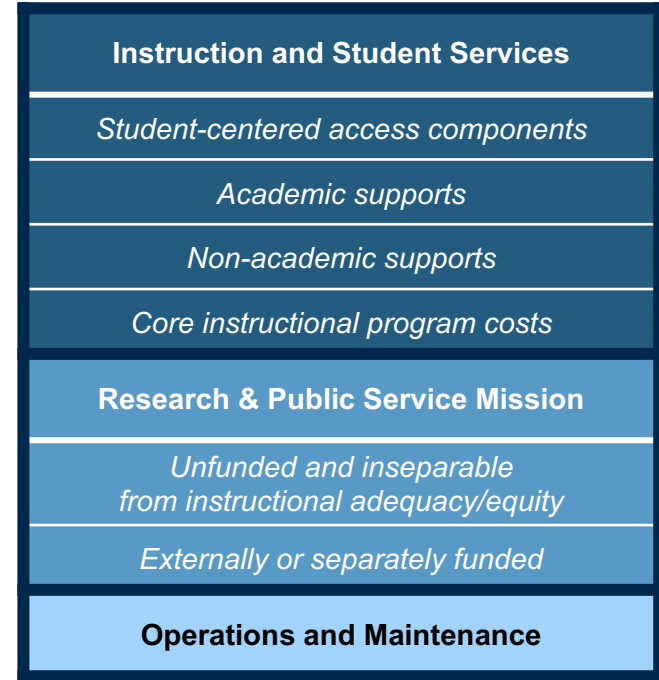 Instruction and Student Services
Student-centered access components
Academic supports
Non-academic supports
Core instructional program costs
Research & Public Service Mission
Unfunded and inseparable
from instructional adequacy/equity
Externally or separately funded
Operations and Maintenance